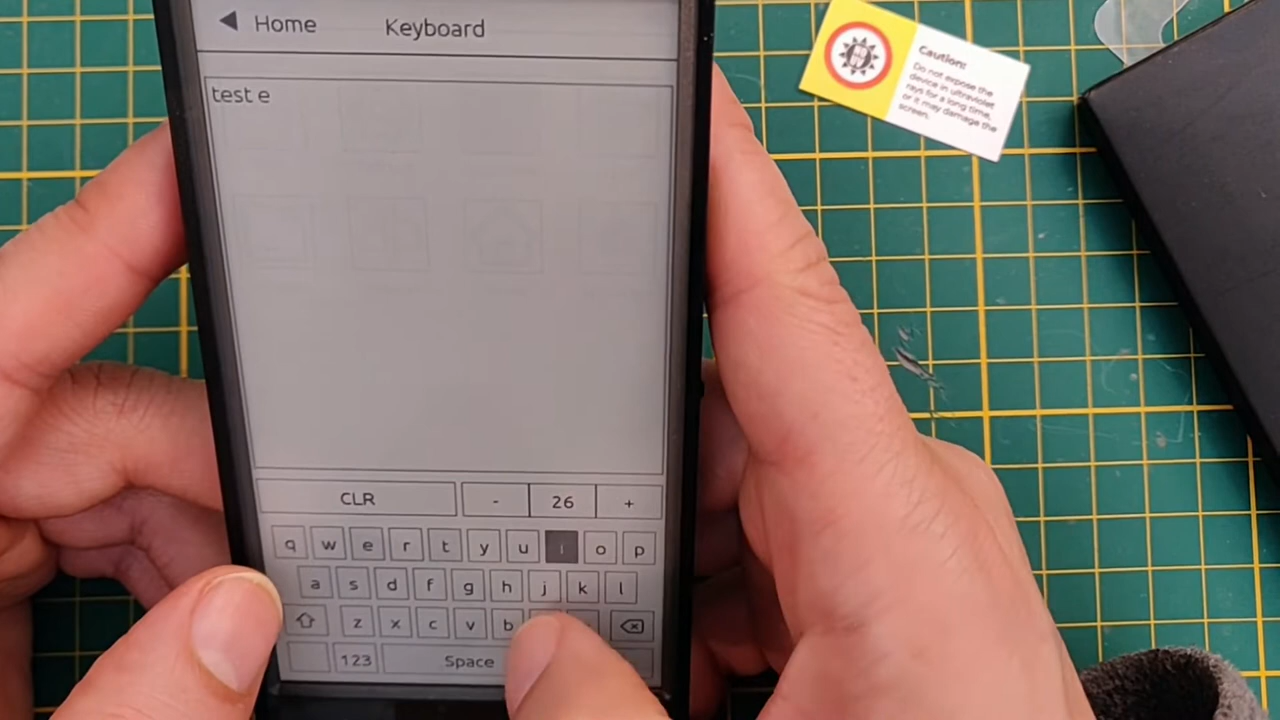 Home Keyboard
test e
CLR - 26 +
q w e r t y u i o p
a s d f g h j k l
z x c v b
123 Space
Caution:
Do not expose the
device in ultraviolet
rays for a long time,
or it may damage the
screen.